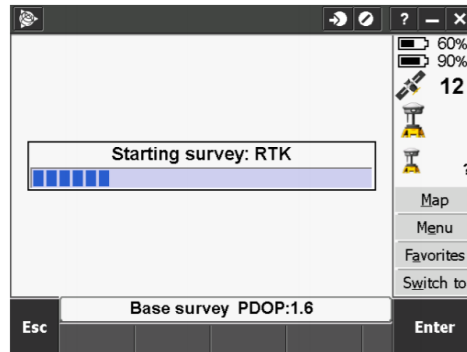 ? – ×
60%
90%
12
Starting survey: RTK
?
Map
Menu
Favorites
Switch to
Base survey PDOP:1.6
Esc
Enter